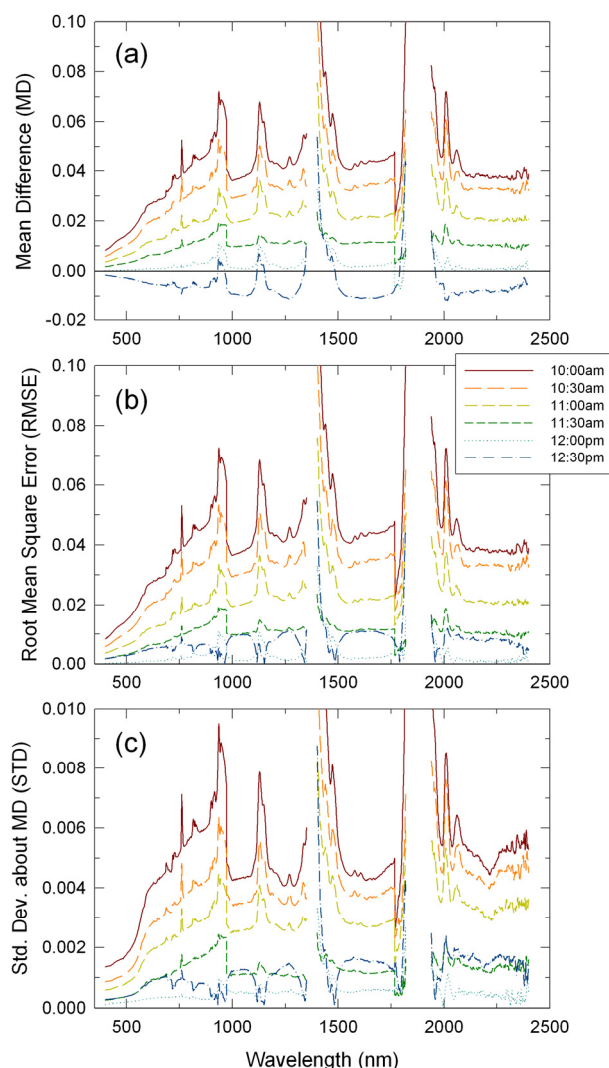 0.10
(a)
0.08
0.06
0.04
0.02
0.00
-0.02
Mean Difference (MD)
500 1000 1500 2000 2500
0.10
(b)
0.08
0.06
0.04
0.02
0.00
Root Mean Square Error (RMSE)
10:00am
10:30am
11:00am
11:30am
12:00pm
12:30pm
500 1000 1500 2000 2500
0.010
(c)
0.008
0.006
0.004
0.002
0.000
Std. Dev. about MD (STD)
500 1000 1500 2000 2500
Wavelength (nm)